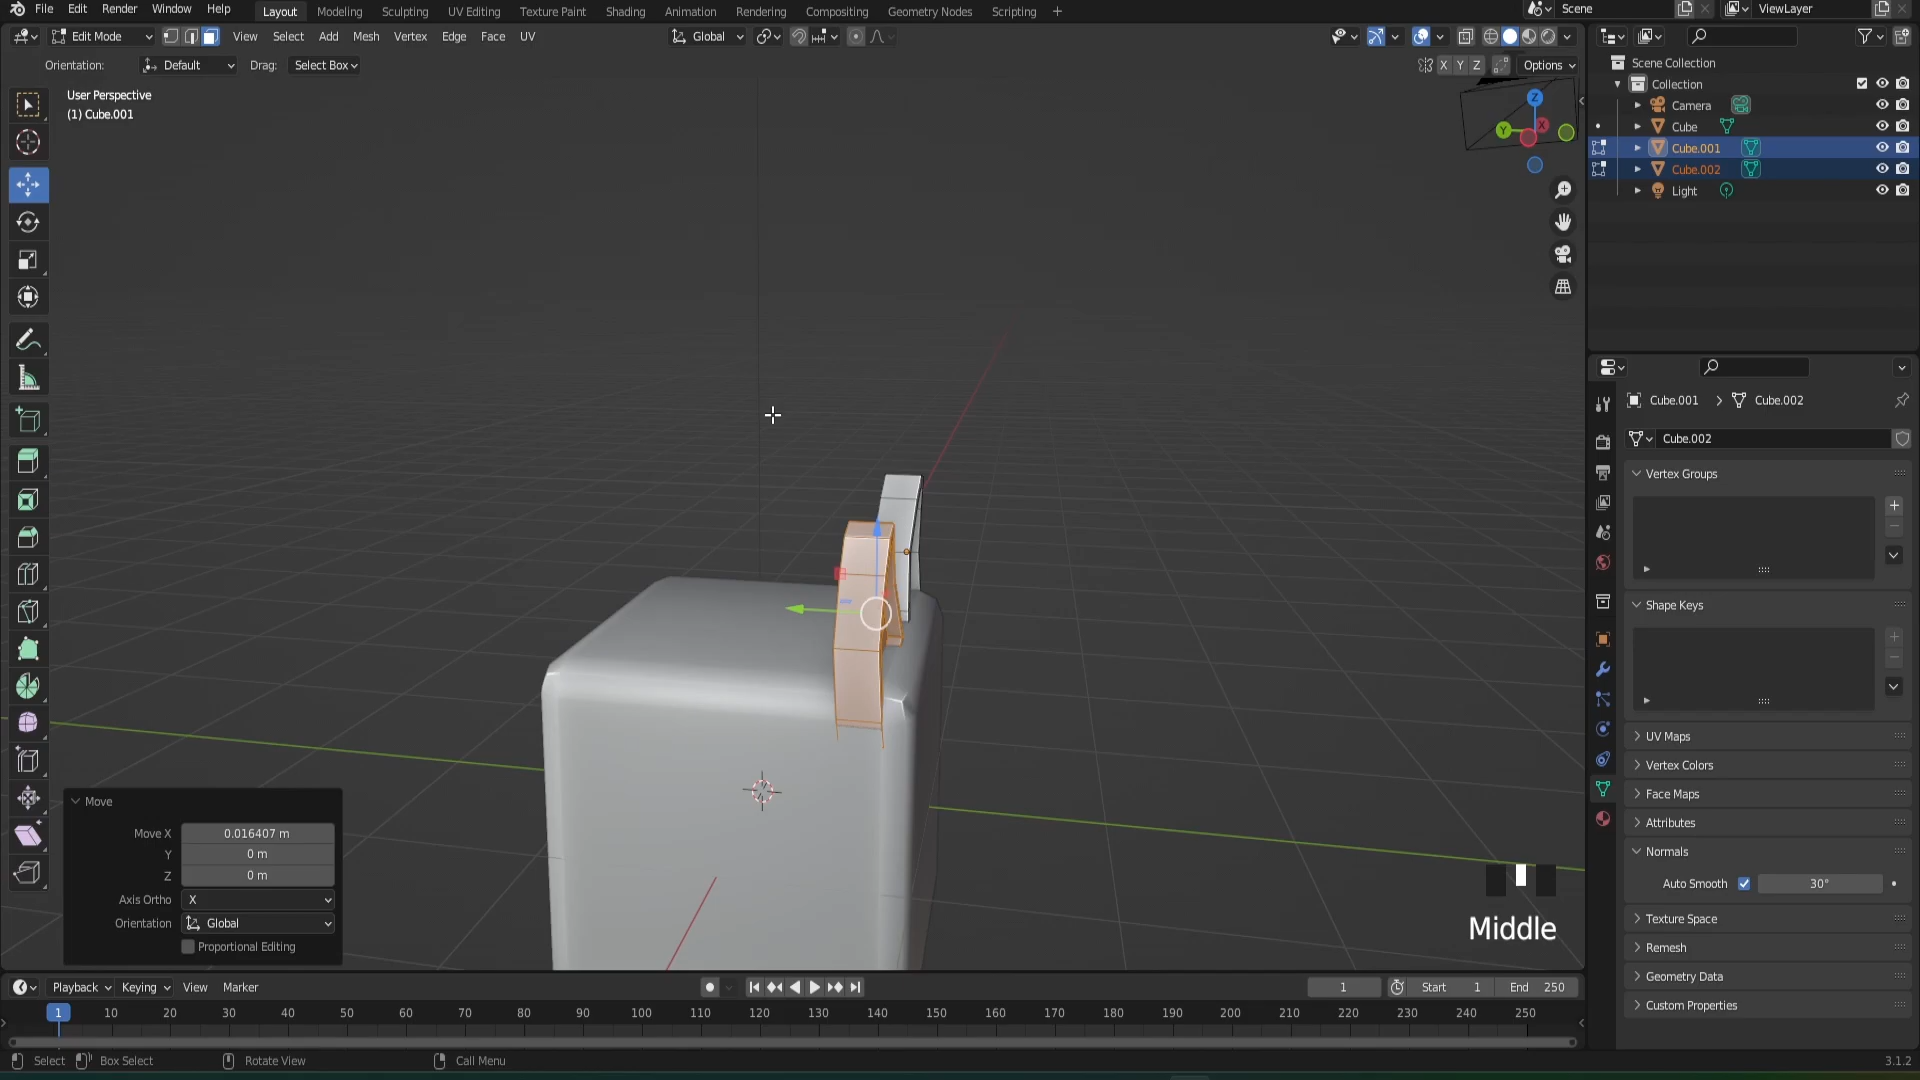 File Edit Render Window Help Layout Modeling Sculpting UV Editing Texture Paint Shading Animation Rendering Compositing Geometry Nodes Scripting + Scene ViewLayer
Edit Mode View Select Add Mesh Vertex Edge Face UV Global
Orientation: Default Drag: Select Box X Y Z Options
User Perspective
(1) Cube.001
Z
Y
X
Scene Collection
Collection
Camera
Cube
Cube.001
Cube.002
Light
Cube.001 > Cube.002
Cube.002
Vertex Groups
Shape Keys
UV Maps
Vertex Colors
Face Maps
Attributes
Normals
Auto Smooth 30°
Texture Space
Remesh
Geometry Data
Custom Properties
Move
Move X 0.016407 m
Y 0 m
Z 0 m
Axis Ortho X
Orientation Global
Proportional Editing
Middle
Playback Keying View Marker 1 Start 1 End 250
1 10 20 30 40 50 60 70 80 90 100 110 120 130 140 150 160 170 180 190 200 210 220 230 240 250
Select Box Select Rotate View Call Menu 3.1.2